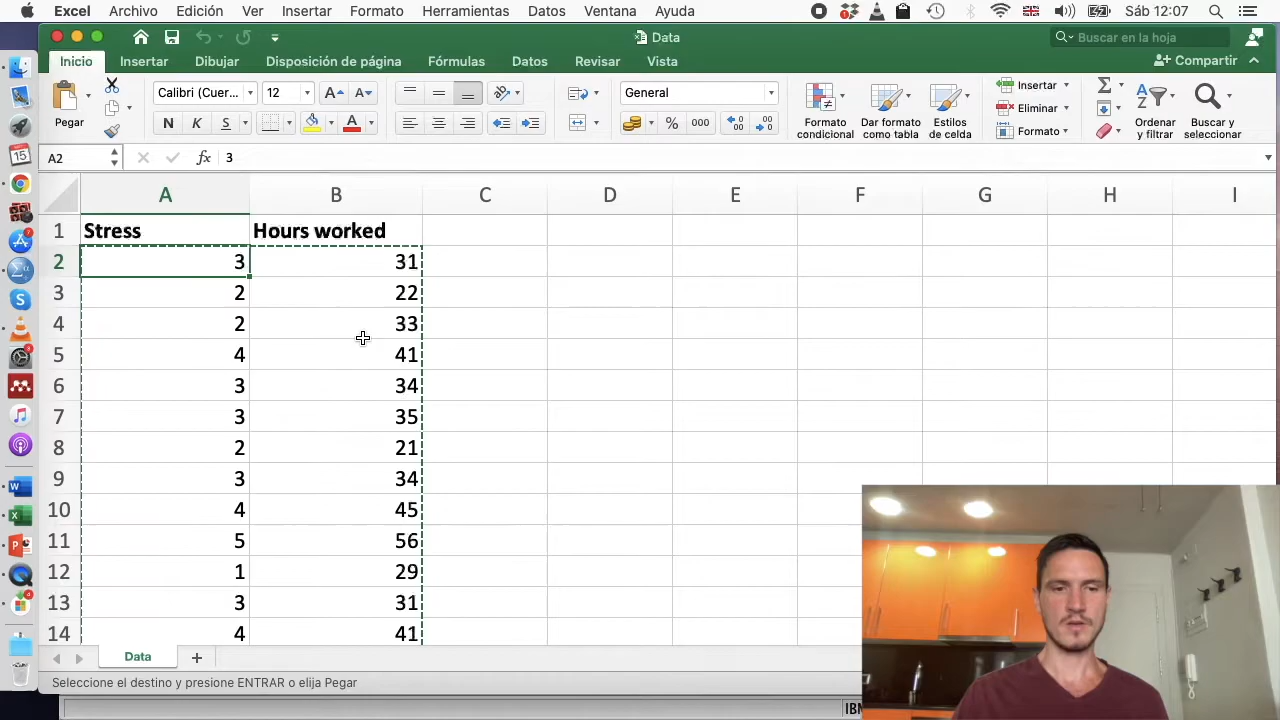 Excel Archivo Edición Ver Insertar Formato Herramientas Datos Ventana Ayuda Sáb 12:07
Data
Buscar en la hoja
Inicio Insertar Dibujar Disposición de página Fórmulas Datos Revisar Vista Compartir
Pegar
Calibri (Cuer... 12 A A
N K S A
General
% 000
Formato condicional
Dar formato como tabla
Estilos de celda
Insertar
Eliminar
Formato
Ordenar y filtrar
Buscar y seleccionar
A2 fx 3
A B C D E F G H I
1 Stress Hours worked
2 3 31
3 2 22
4 2 33
5 4 41
6 3 34
7 3 35
8 2 21
9 3 34
10 4 45
11 5 56
12 1 29
13 3 31
14 4 41
Data +
Seleccione el destino y presione ENTRAR o elija Pegar
IBM